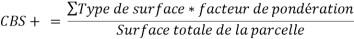 CBS + = ∑Type de surface ∗ facteur de pondération / Surface totale de la parcelle